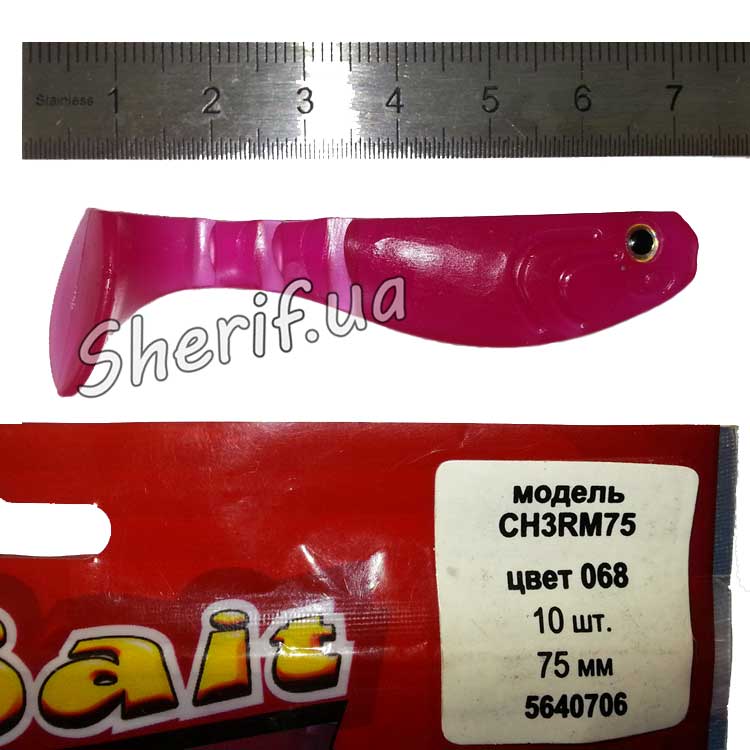 Stainless 1 2 3 4 5 6 7
Sherif.ua
модель
CH3RM75
цвет 068
10 шт.
75 мм
5640706